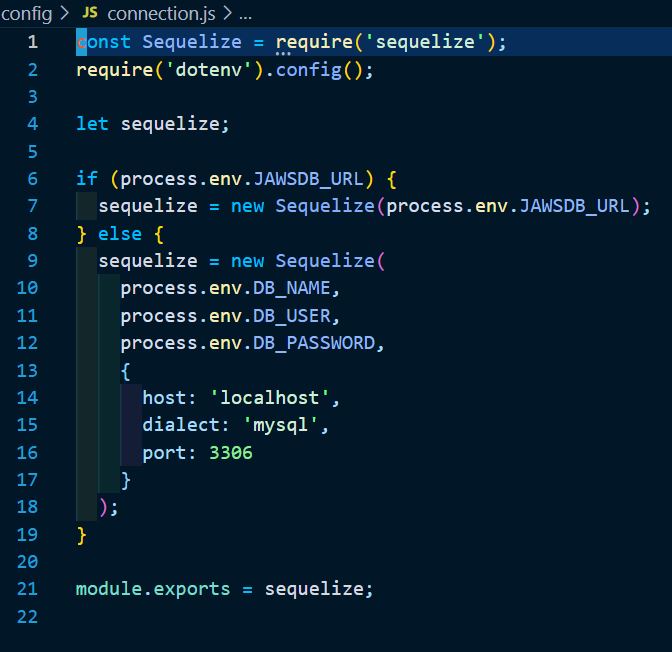 config > JS connection.js > ...
1 const Sequelize = require('sequelize');
2 require('dotenv').config();
3
4 let sequelize;
5
6 if (process.env.JAWSDB_URL) {
7   sequelize = new Sequelize(process.env.JAWSDB_URL);
8 } else {
9   sequelize = new Sequelize(
10     process.env.DB_NAME,
11     process.env.DB_USER,
12     process.env.DB_PASSWORD,
13     {
14       host: 'localhost',
15       dialect: 'mysql',
16       port: 3306
17     }
18   );
19 }
20
21 module.exports = sequelize;
22